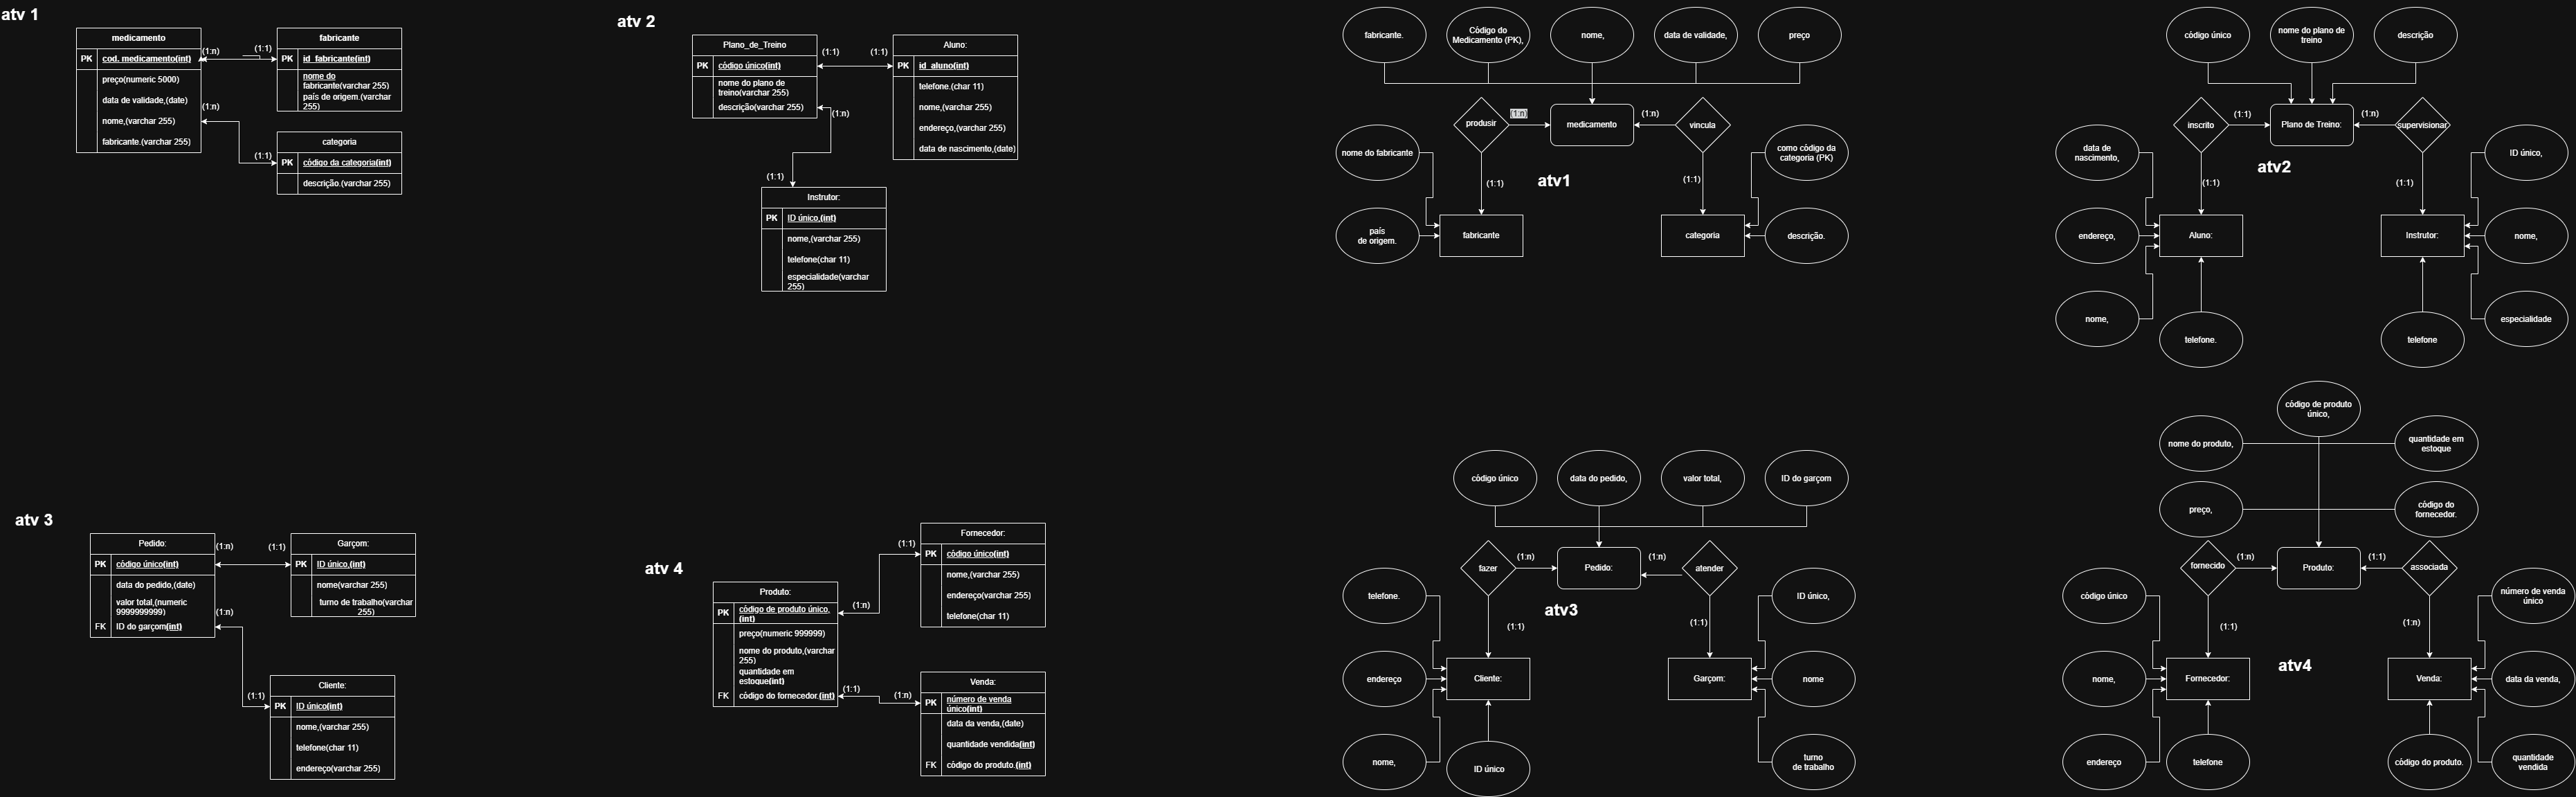 atv 1
medicamento
PK
cod. medicamento(int)
preço(numeric 5000)
data de validade,(date)
nome,(varchar 255)
fabricante.(varchar 255)
(1:n)
(1:1)
fabricante
PK
id_fabricante(int)
nome do
fabricante(varchar 255)
país de origem.(varchar
255)
(1:n)
(1:1)
categoria
PK
código da categoria(int)
descrição.(varchar 255)
atv 2
Plano_de_Treino
PK
código único(int)
nome do plano de
treino(varchar 255)
descrição(varchar 255)
(1:1)
(1:1)
Aluno:
PK
id_aluno(int)
telefone.(char 11)
nome,(varchar 255)
endereço,(varchar 255)
data de nascimento,(date)
(1:n)
(1:1)
Instrutor:
PK
ID único,(int)
nome,(varchar 255)
telefone(char 11)
especialidade(varchar
255)
fabricante.
Código do
Medicamento (PK),
nome,
data de validade,
preço
produsir
(1:n)
medicamento
(1:n)
vincula
nome do fabricante
como código da
categoria (PK)
(1:1)
atv1
(1:1)
país
de origem.
fabricante
categoria
descrição.
código único
nome do plano de
treino
descrição
inscrito
(1:1)
Plano de Treino:
(1:n)
supervisionar
data de
nascimento,
atv2
ID único,
(1:1)
(1:1)
endereço,
Aluno:
Instrutor:
nome,
nome,
telefone.
telefone
especialidade
atv 3
Pedido:
PK
código único(int)
data do pedido,(date)
valor total,(numeric
9999999999)
FK
ID do garçom(int)
(1:n)
(1:1)
Garçom:
PK
ID único,(int)
nome(varchar 255)
turno de trabalho(varchar
255)
(1:n)
(1:1)
Cliente:
PK
ID único(int)
nome,(varchar 255)
telefone(char 11)
endereço(varchar 255)
atv 4
Produto:
PK
código de produto único,
(int)
preço(numeric 999999)
nome do produto,(varchar
255)
quantidade em
estoque(int)
FK
código do fornecedor.(int)
(1:n)
(1:1)
Fornecedor:
PK
código único(int)
nome,(varchar 255)
endereço(varchar 255)
telefone(char 11)
(1:1)
(1:n)
Venda:
PK
número de venda
único(int)
data da venda,(date)
quantidade vendida(int)
FK
código do produto.(int)
código único
data do pedido,
valor total,
ID do garçom
fazer
(1:n)
Pedido:
(1:n)
atender
telefone.
atv3
ID único,
(1:1)
(1:1)
endereço
Cliente:
Garçom:
nome
nome,
ID único
turno
de trabalho
código de produto
único,
nome do produto,
quantidade em
estoque
preço,
código do
fornecedor.
fornecido
(1:n)
Produto:
(1:1)
associada
código único
número de venda
único
(1:1)
(1:n)
atv4
nome,
Fornecedor:
Venda:
data da venda,
endereço
telefone
código do produto.
quantidade
vendida